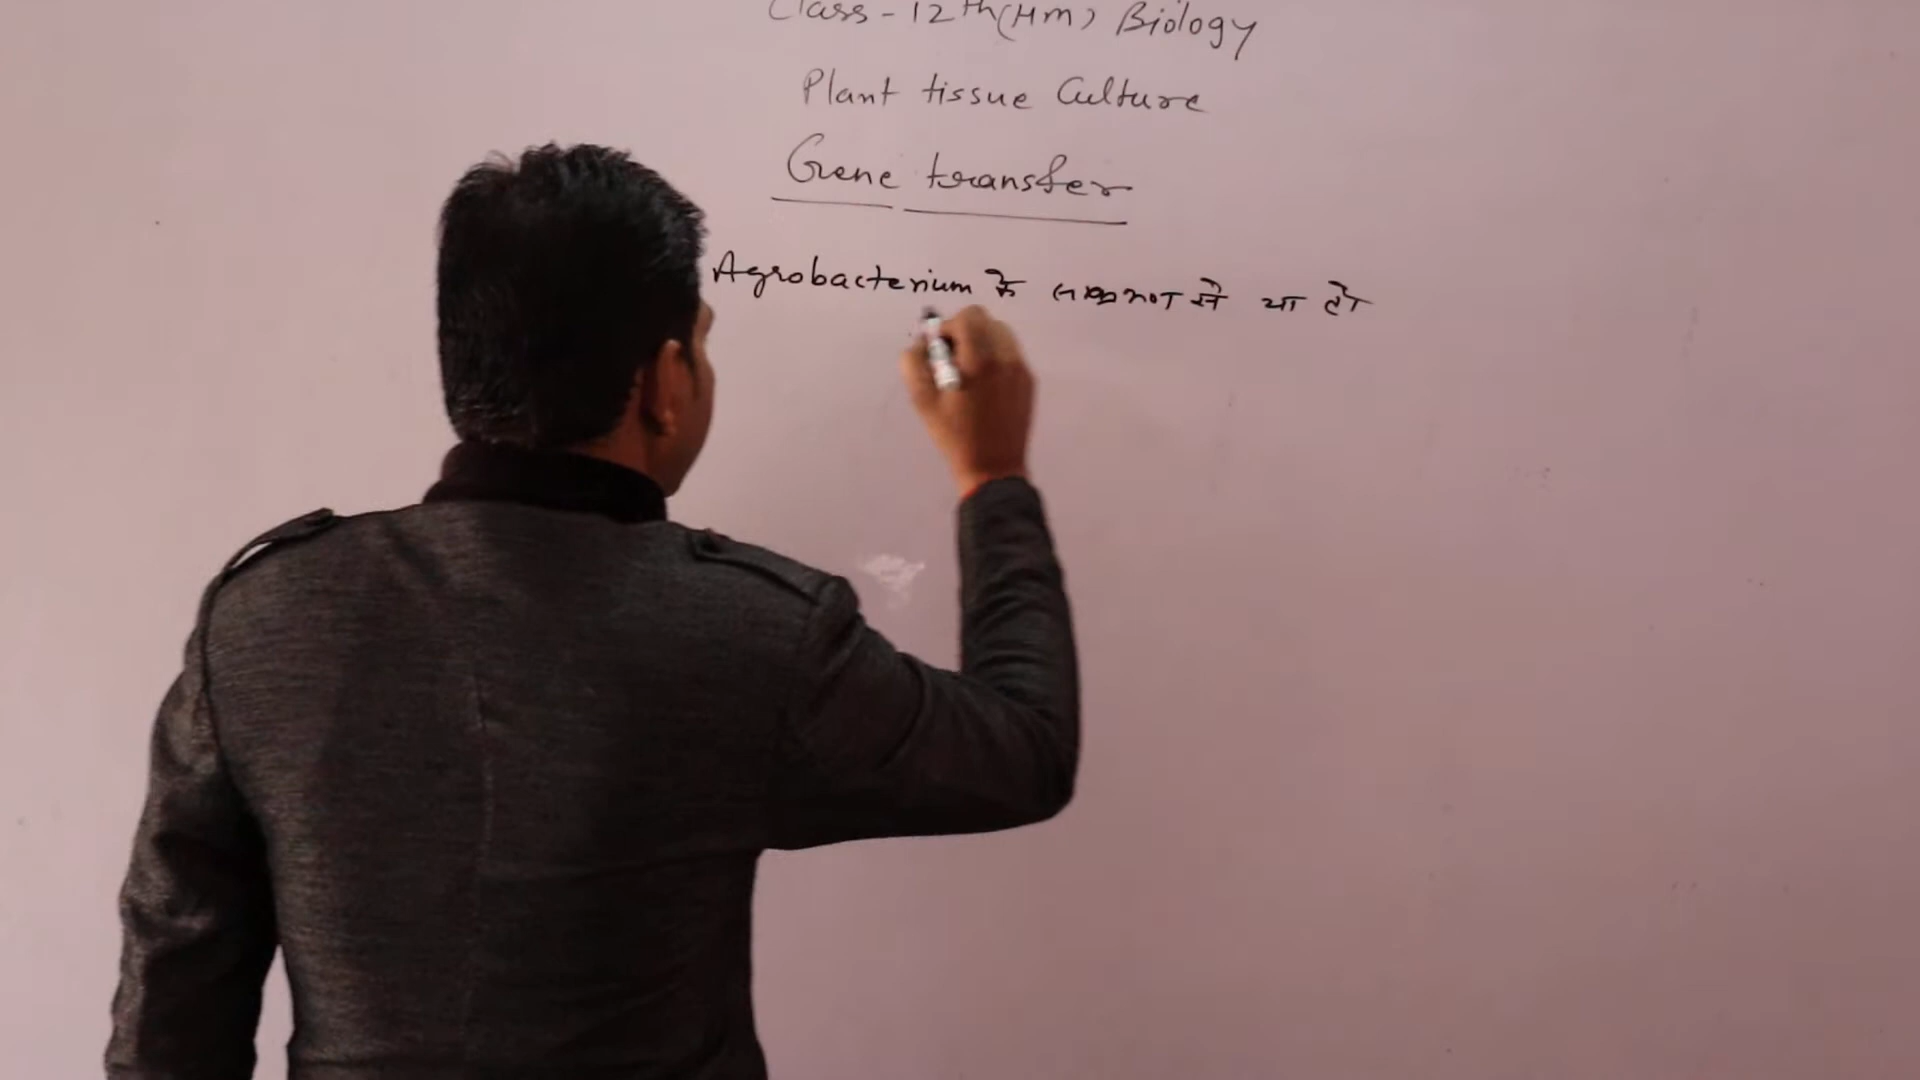 Class - 12th (Hm) Biology
Plant tissue Culture
Gene transfer
Agrobacterium के से या